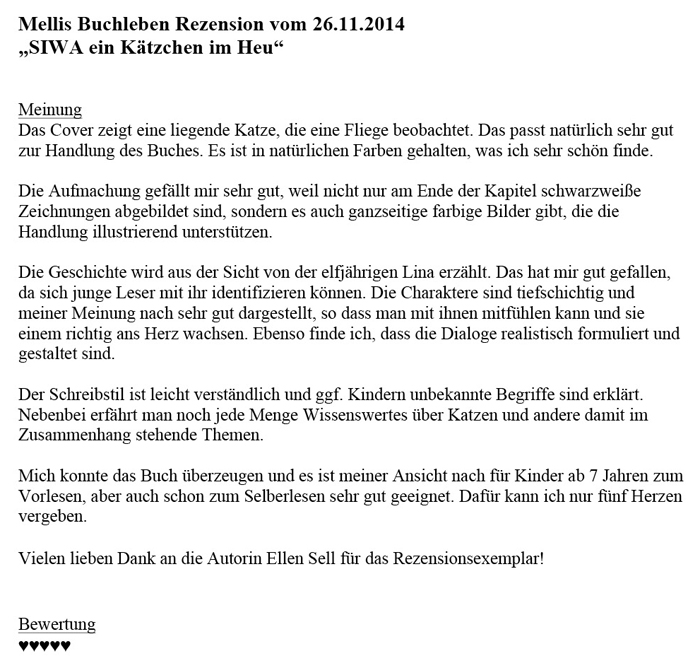 Mellis Buchleben Rezension vom 26.11.2014
„SIWA ein Kätzchen im Heu“
Meinung
Das Cover zeigt eine liegende Katze, die eine Fliege beobachtet. Das passt natürlich sehr gut
zur Handlung des Buches. Es ist in natürlichen Farben gehalten, was ich sehr schön finde.
Die Aufmachung gefällt mir sehr gut, weil nicht nur am Ende der Kapitel schwarzweiße
Zeichnungen abgebildet sind, sondern es auch ganzseitige farbige Bilder gibt, die die
Handlung illustrierend unterstützen.
Die Geschichte wird aus der Sicht von der elfjährigen Lina erzählt. Das hat mir gut gefallen,
da sich junge Leser mit ihr identifizieren können. Die Charaktere sind tiefschichtig und
meiner Meinung nach sehr gut dargestellt, so dass man mit ihnen mitfühlen kann und sie
einem richtig ans Herz wachsen. Ebenso finde ich, dass die Dialoge realistisch formuliert und
gestaltet sind.
Der Schreibstil ist leicht verständlich und ggf. Kindern unbekannte Begriffe sind erklärt.
Nebenbei erfährt man noch jede Menge Wissenswertes über Katzen und andere damit im
Zusammenhang stehende Themen.
Mich konnte das Buch überzeugen und es ist meiner Ansicht nach für Kinder ab 7 Jahren zum
Vorlesen, aber auch schon zum Selberlesen sehr gut geeignet. Dafür kann ich nur fünf Herzen
vergeben.
Vielen lieben Dank an die Autorin Ellen Sell für das Rezensionsexemplar!
Bewertung
♥♥♥♥♥